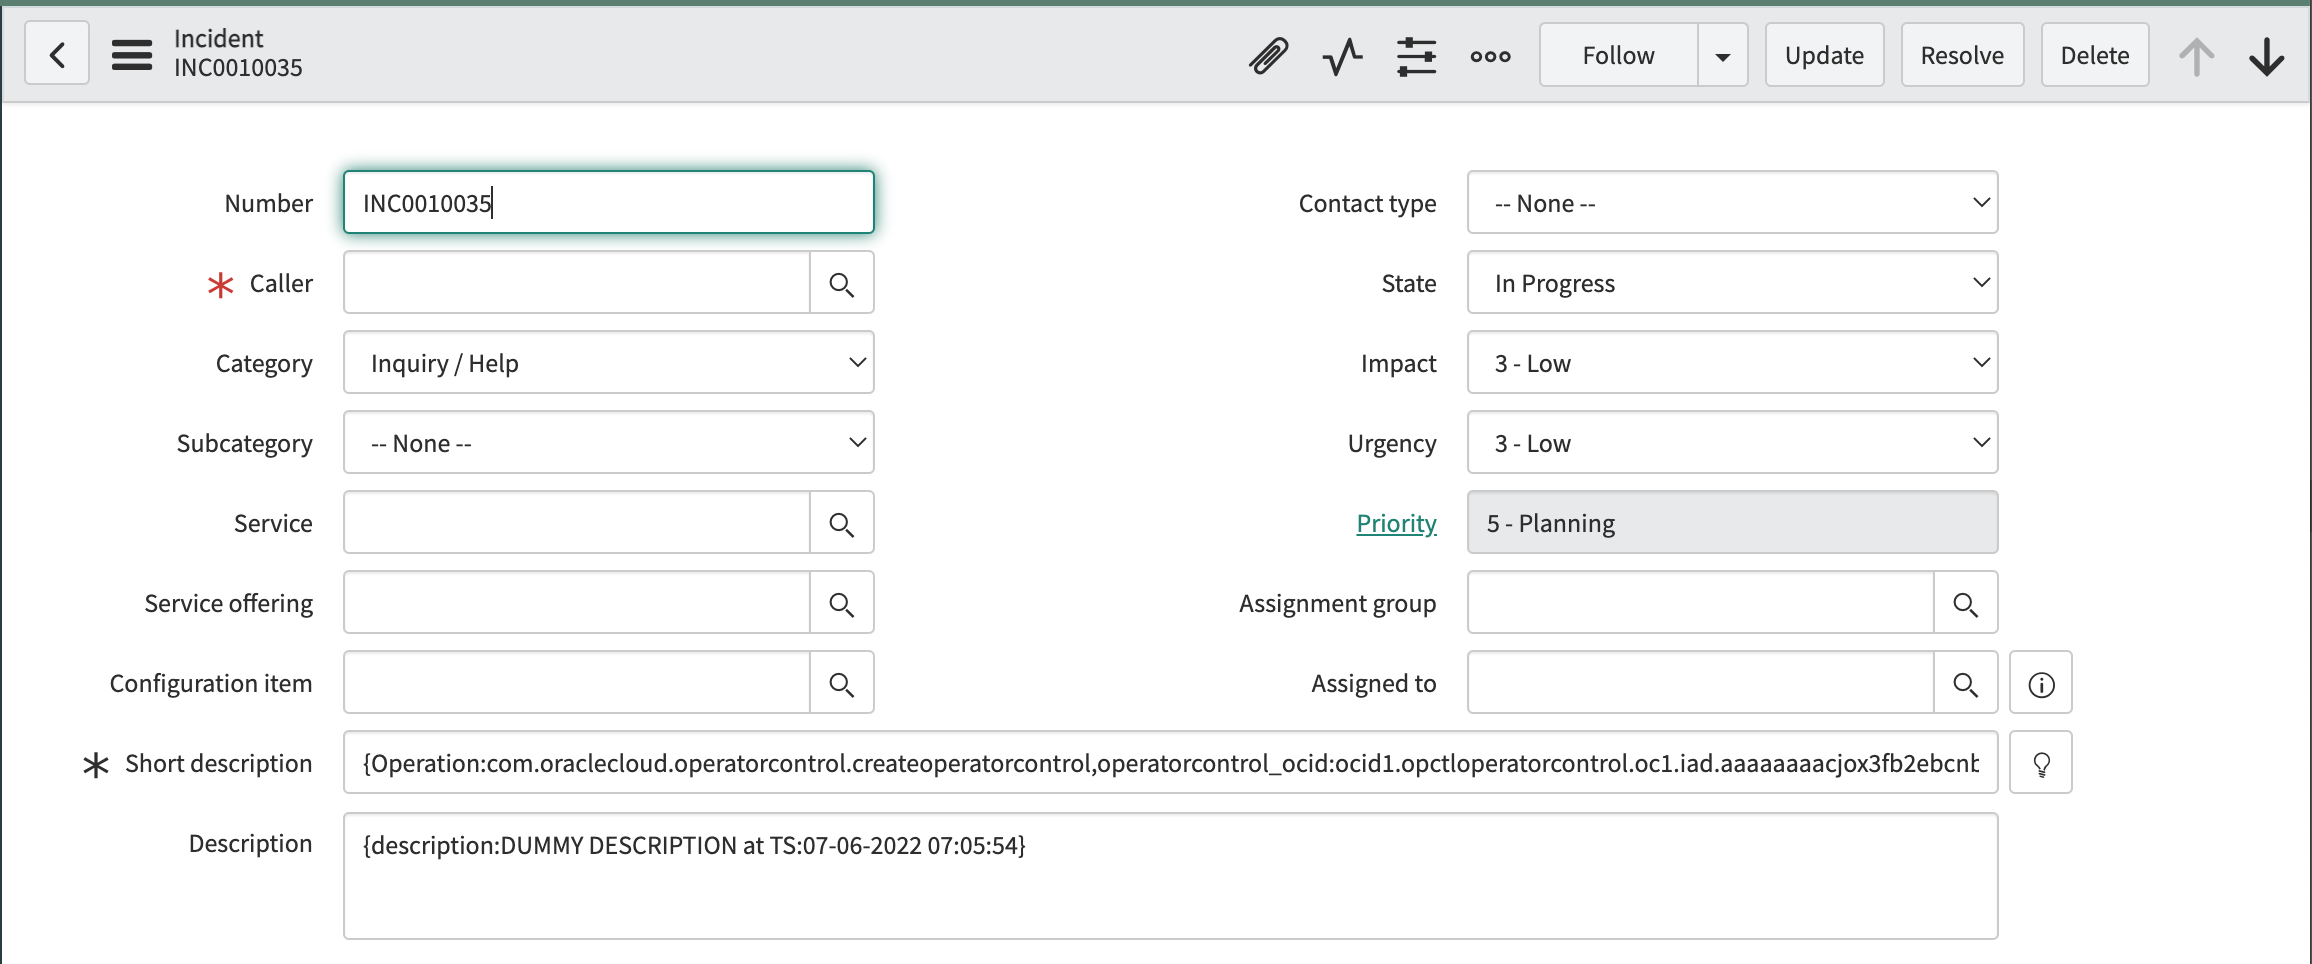 Incident
INC0010035
Follow
Update
Resolve
Delete
Number
INC0010035
Contact type
-- None --
* Caller
State
In Progress
Category
Inquiry / Help
Impact
3 - Low
Subcategory
-- None --
Urgency
3 - Low
Service
Priority
5 - Planning
Service offering
Assignment group
Configuration item
Assigned to
* Short description
{Operation:com.oraclecloud.operatorcontrol.createoperatorcontrol,operatorcontrol_ocid:ocid1.opctloperatorcontrol.oc1.iad.aaaaaaaacjox3fb2ebcnb
Description
{description:DUMMY DESCRIPTION at TS:07-06-2022 07:05:54}